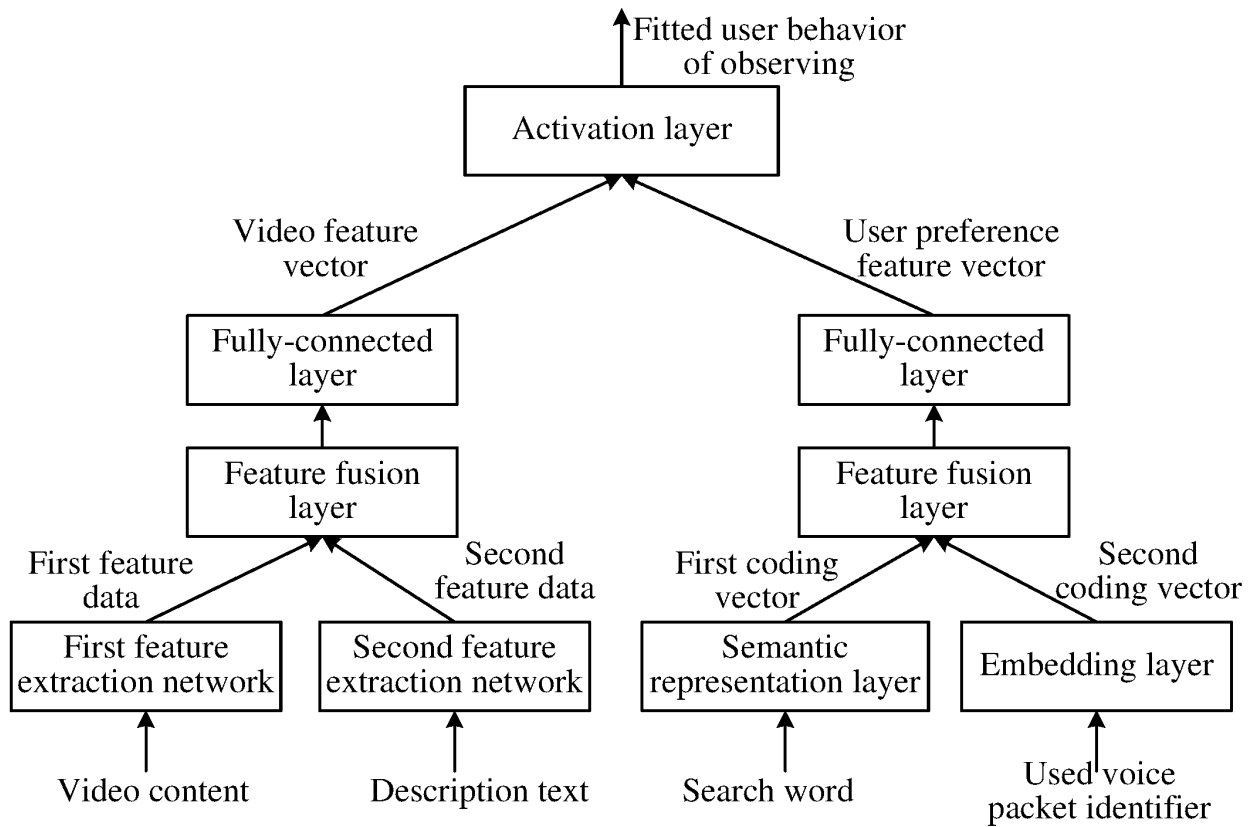 Fitted user behavior
of observing
Activation layer
Video feature
vector
User preference
feature vector
Fully-connected
layer
Fully-connected
layer
Feature fusion
layer
Feature fusion
layer
First feature
data
Second
feature data
First coding
vector
Second
coding vector
First feature
extraction network
Second feature
extraction network
Semantic
representation layer
Embedding layer
Video content
Description text
Search word
Used voice
packet identifier